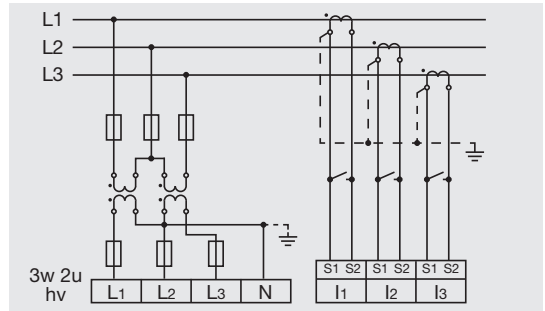 L1
L2
L3
S1 S2 S1 S2 S1 S2
3w 2u
hv
L1 L2 L3 N
I1 I2 I3